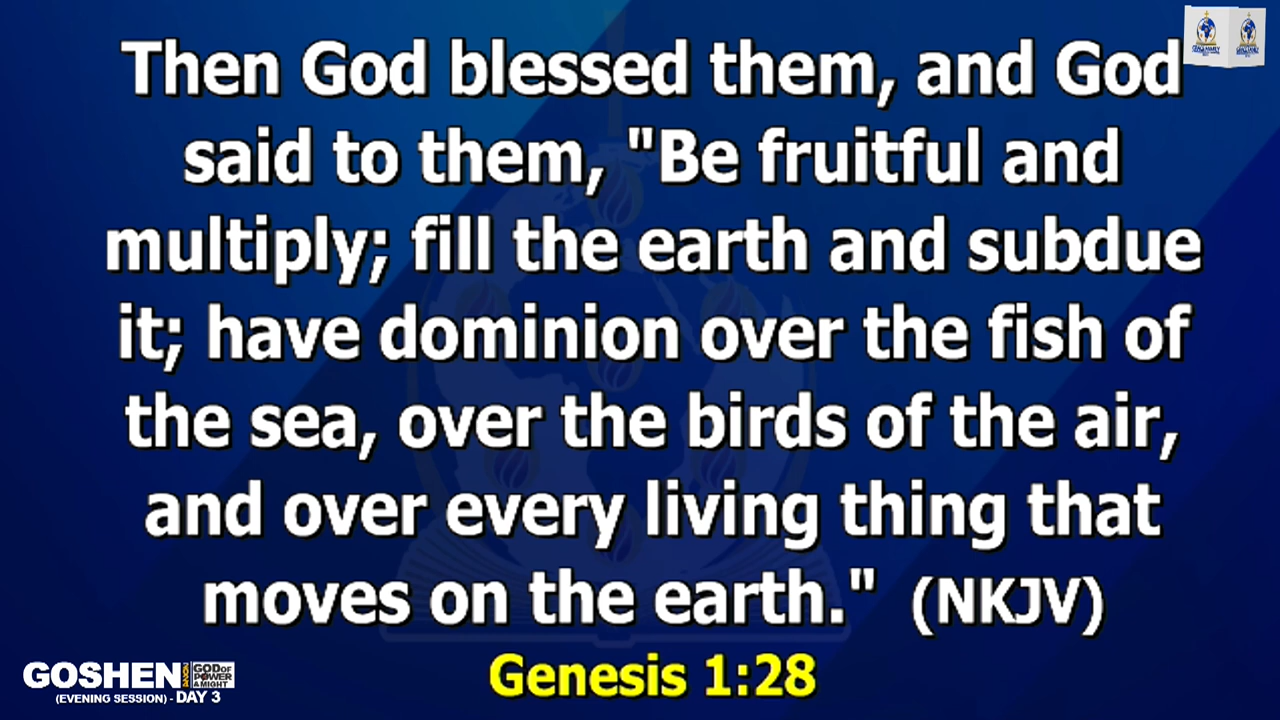 Then God blessed them, and God
said to them, "Be fruitful and
multiply; fill the earth and subdue
it; have dominion over the fish of
the sea, over the birds of the air,
and over every living thing that
moves on the earth." (NKJV)
Genesis 1:28
GOSHEN
GOD OF
POWER
& MIGHT
(EVENING SESSION) - DAY 3